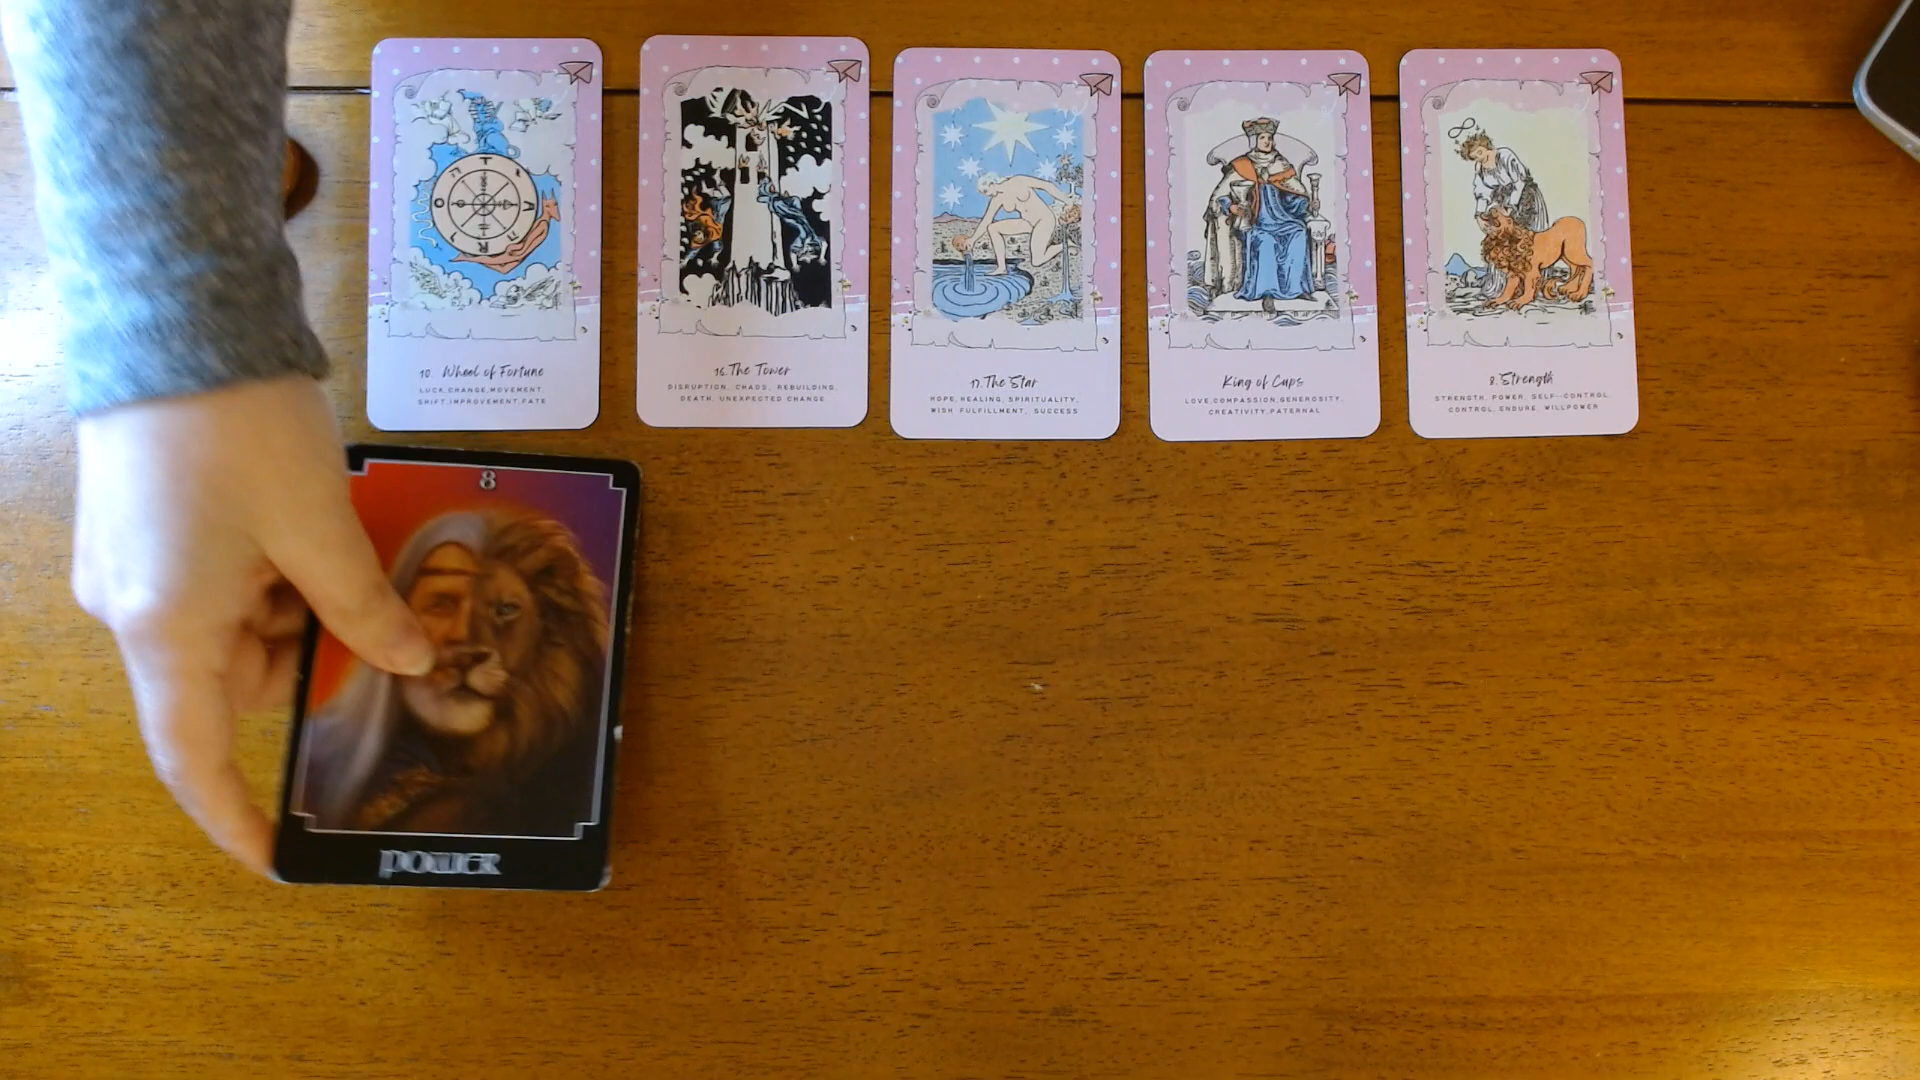 10. Wheel of Fortune
LUCK, CHANGE, MOVEMENT,
SHIFT, IMPROVEMENT, FATE
16. The Tower
DISRUPTION, CHAOS, REBUILDING,
DEATH, UNEXPECTED CHANGE
17. The Star
HOPE, HEALING, SPIRITUALITY,
WISH FULFILLMENT, SUCCESS
King of Cups
LOVE, COMPASSION, GENEROSITY,
CREATIVITY, PATERNAL
8. Strength
STRENGTH, POWER, SELF-CONTROL,
CONTROL, ENDURE, WILLPOWER
8
POWER